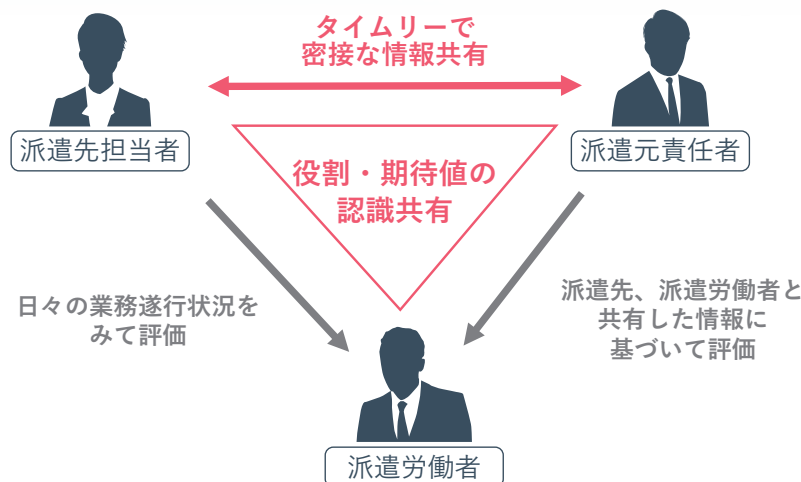 タイムリーで
密接な情報共有
派遣先担当者
派遣元責任者
役割・期待値の
認識共有
日々の業務遂行状況を
みて評価
派遣先、派遣労働者と
共有した情報に
基づいて評価
派遣労働者